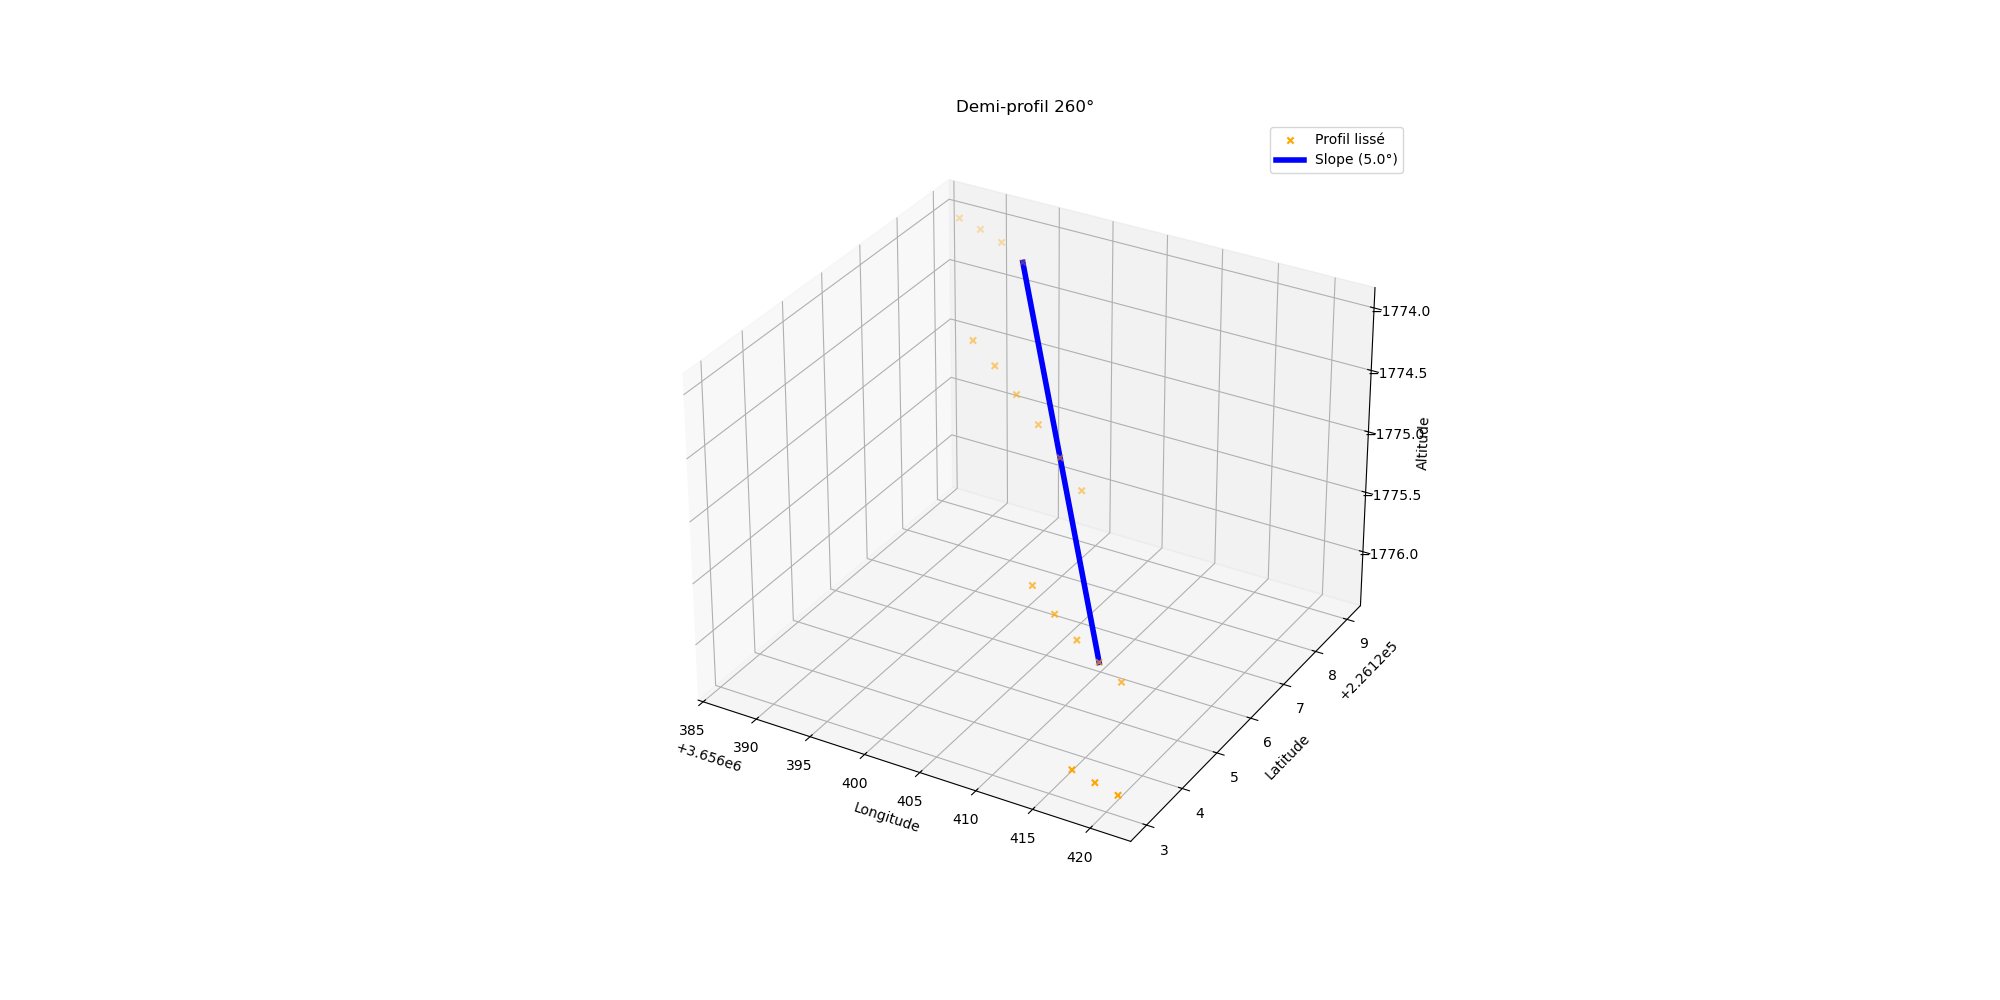 Demi-profil 260°
Profil lissé
Slope (5.0°)
−1774.0
−1774.5
−1775.0
−1775.5
−1776.0
Altitude
9
8
7
6
5
4
3
+2.2612e5
Latitude
385
390
395
400
405
410
415
420
+3.656e6
Longitude